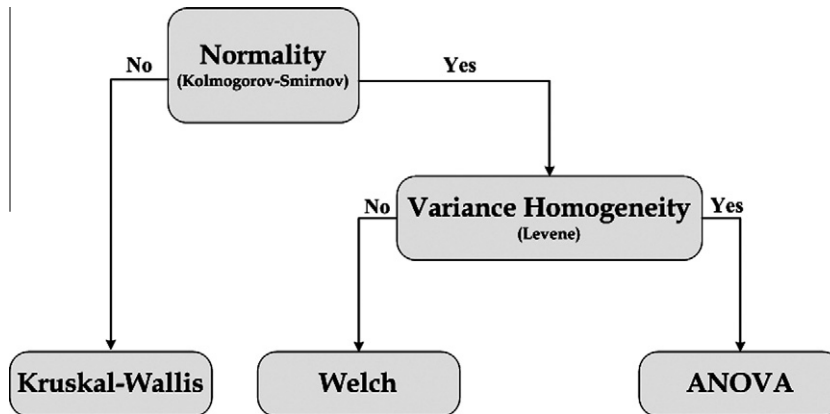 Normality
(Kolmogorov-Smirnov)
No
Yes
Variance Homogeneity
(Levene)
No
Yes
Kruskal-Wallis
Welch
ANOVA